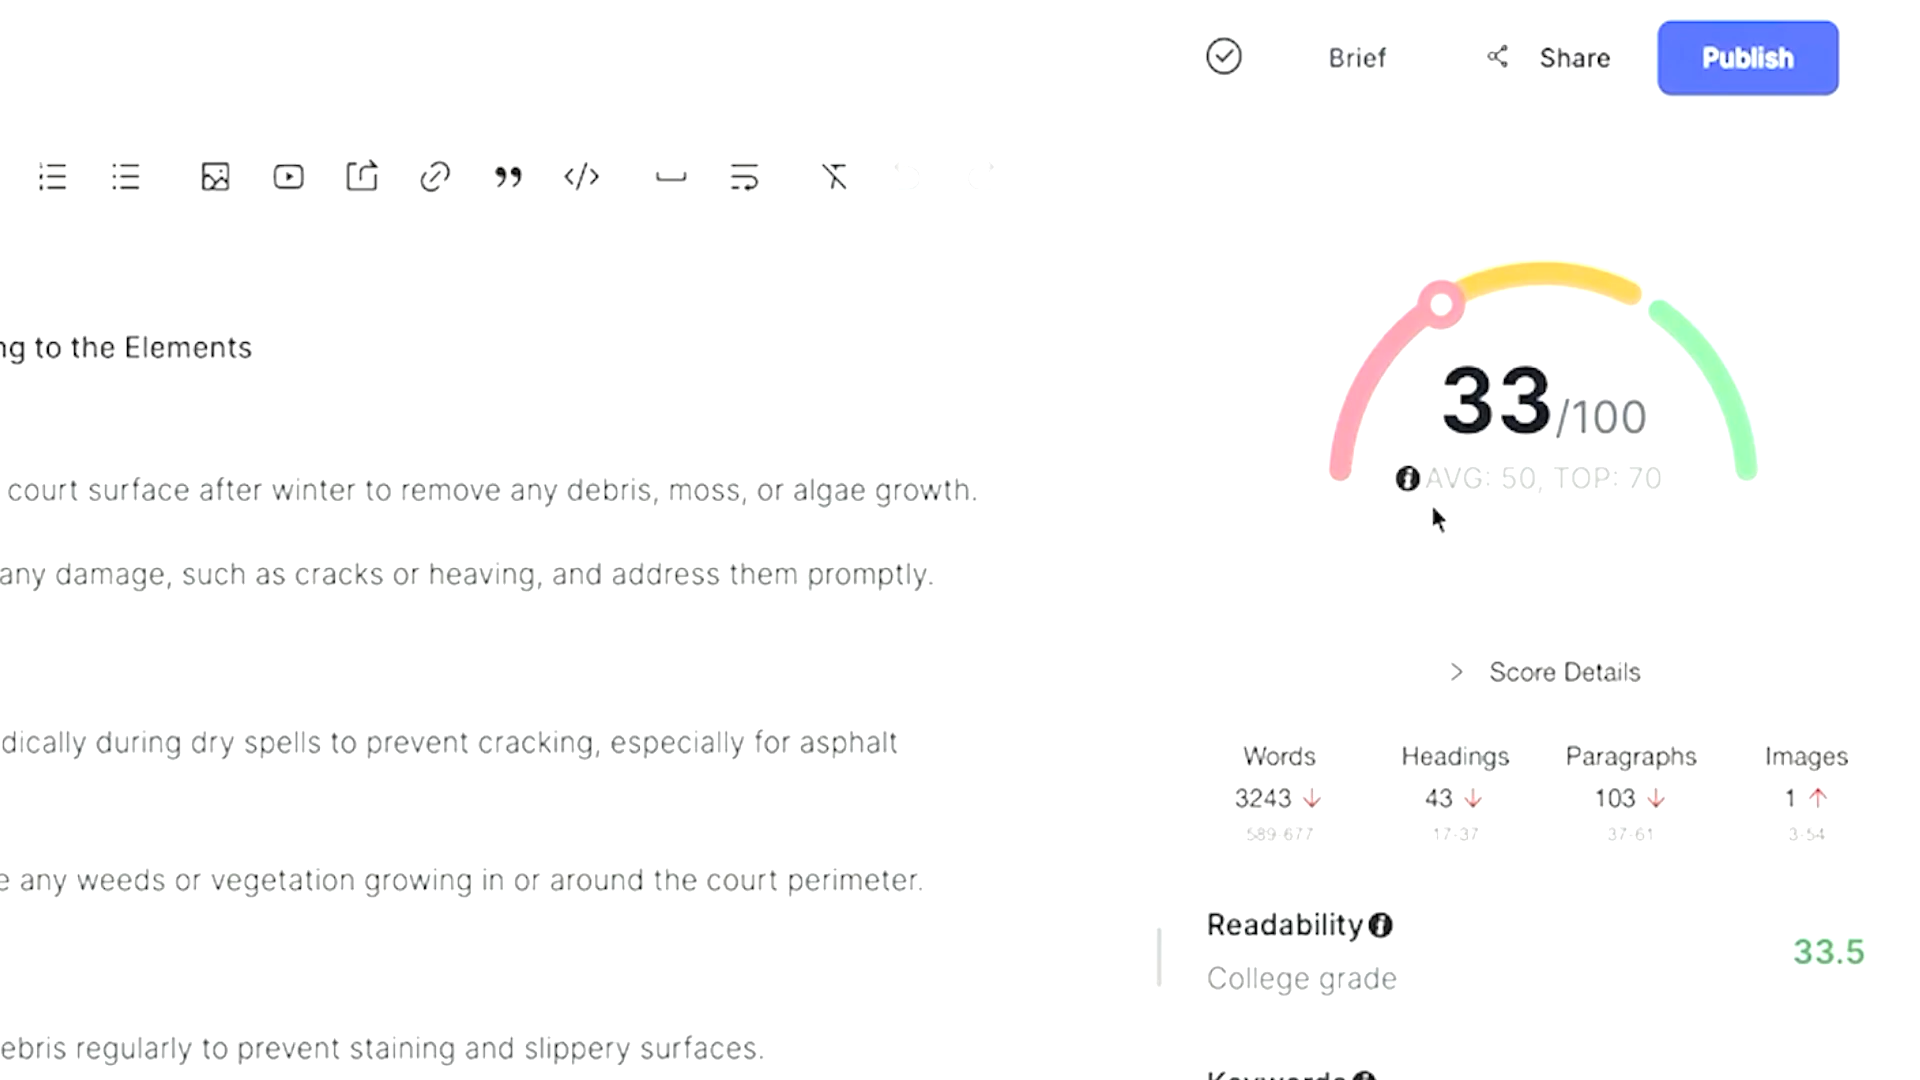 Brief
Share
Publish
ng to the Elements
court surface after winter to remove any debris, moss, or algae growth.
any damage, such as cracks or heaving, and address them promptly.
dically during dry spells to prevent cracking, especially for asphalt
e any weeds or vegetation growing in or around the court perimeter.
ebris regularly to prevent staining and slippery surfaces.
33/100
AVG: 50, TOP: 70
Score Details
Words Headings Paragraphs Images
3243 ↓ 43 ↓ 103 ↓ 1 ↑
589-677 17-37 37-61 3-54
Readability
33.5
College grade
Keywords